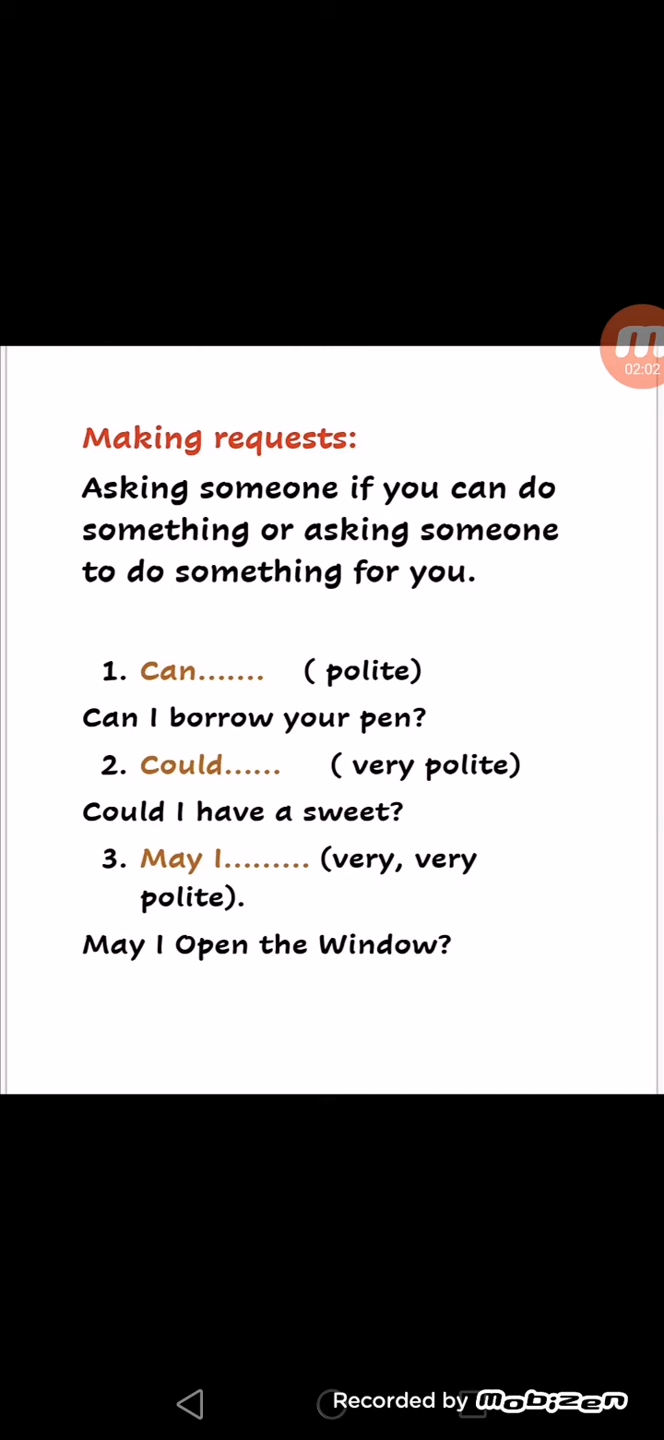 02:02
Making requests:
Asking someone if you can do
something or asking someone
to do something for you.
1. Can....... ( polite)
Can I borrow your pen?
2. Could...... ( very polite)
Could I have a sweet?
3. May I......... (very, very
polite).
May I Open the Window?
Recorded by mobizen